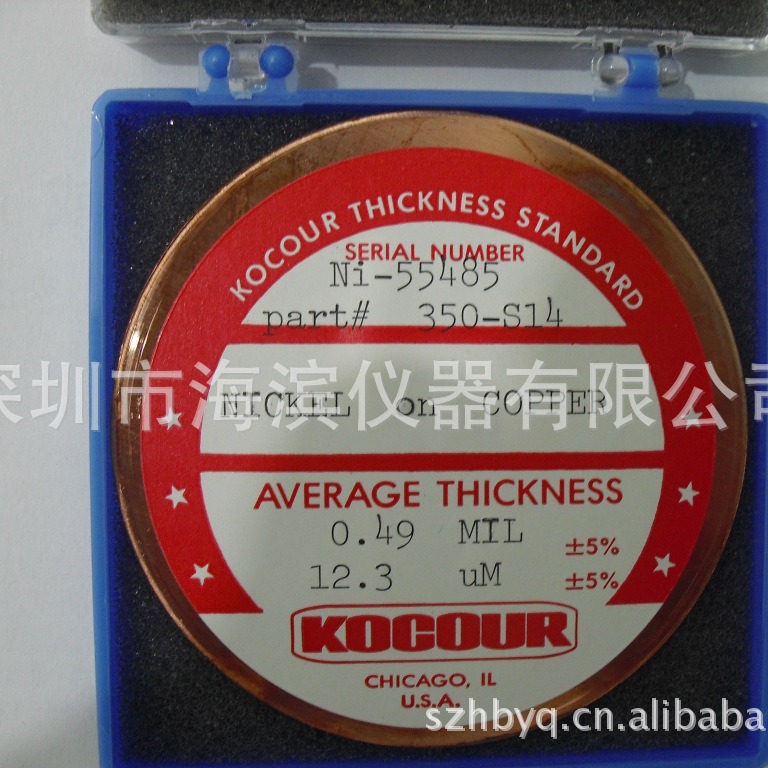 KOCOUR THICKNESS STANDARD
SERIAL NUMBER
Ni-55485
part# 350-S14
深圳市海滨仪器有限公司
NICKEL on COPPER
AVERAGE THICKNESS
0.49 MIL ±5%
12.3 uM ±5%
KOCOUR
CHICAGO, IL
U.S.A.
szhbyq.cn.alibaba